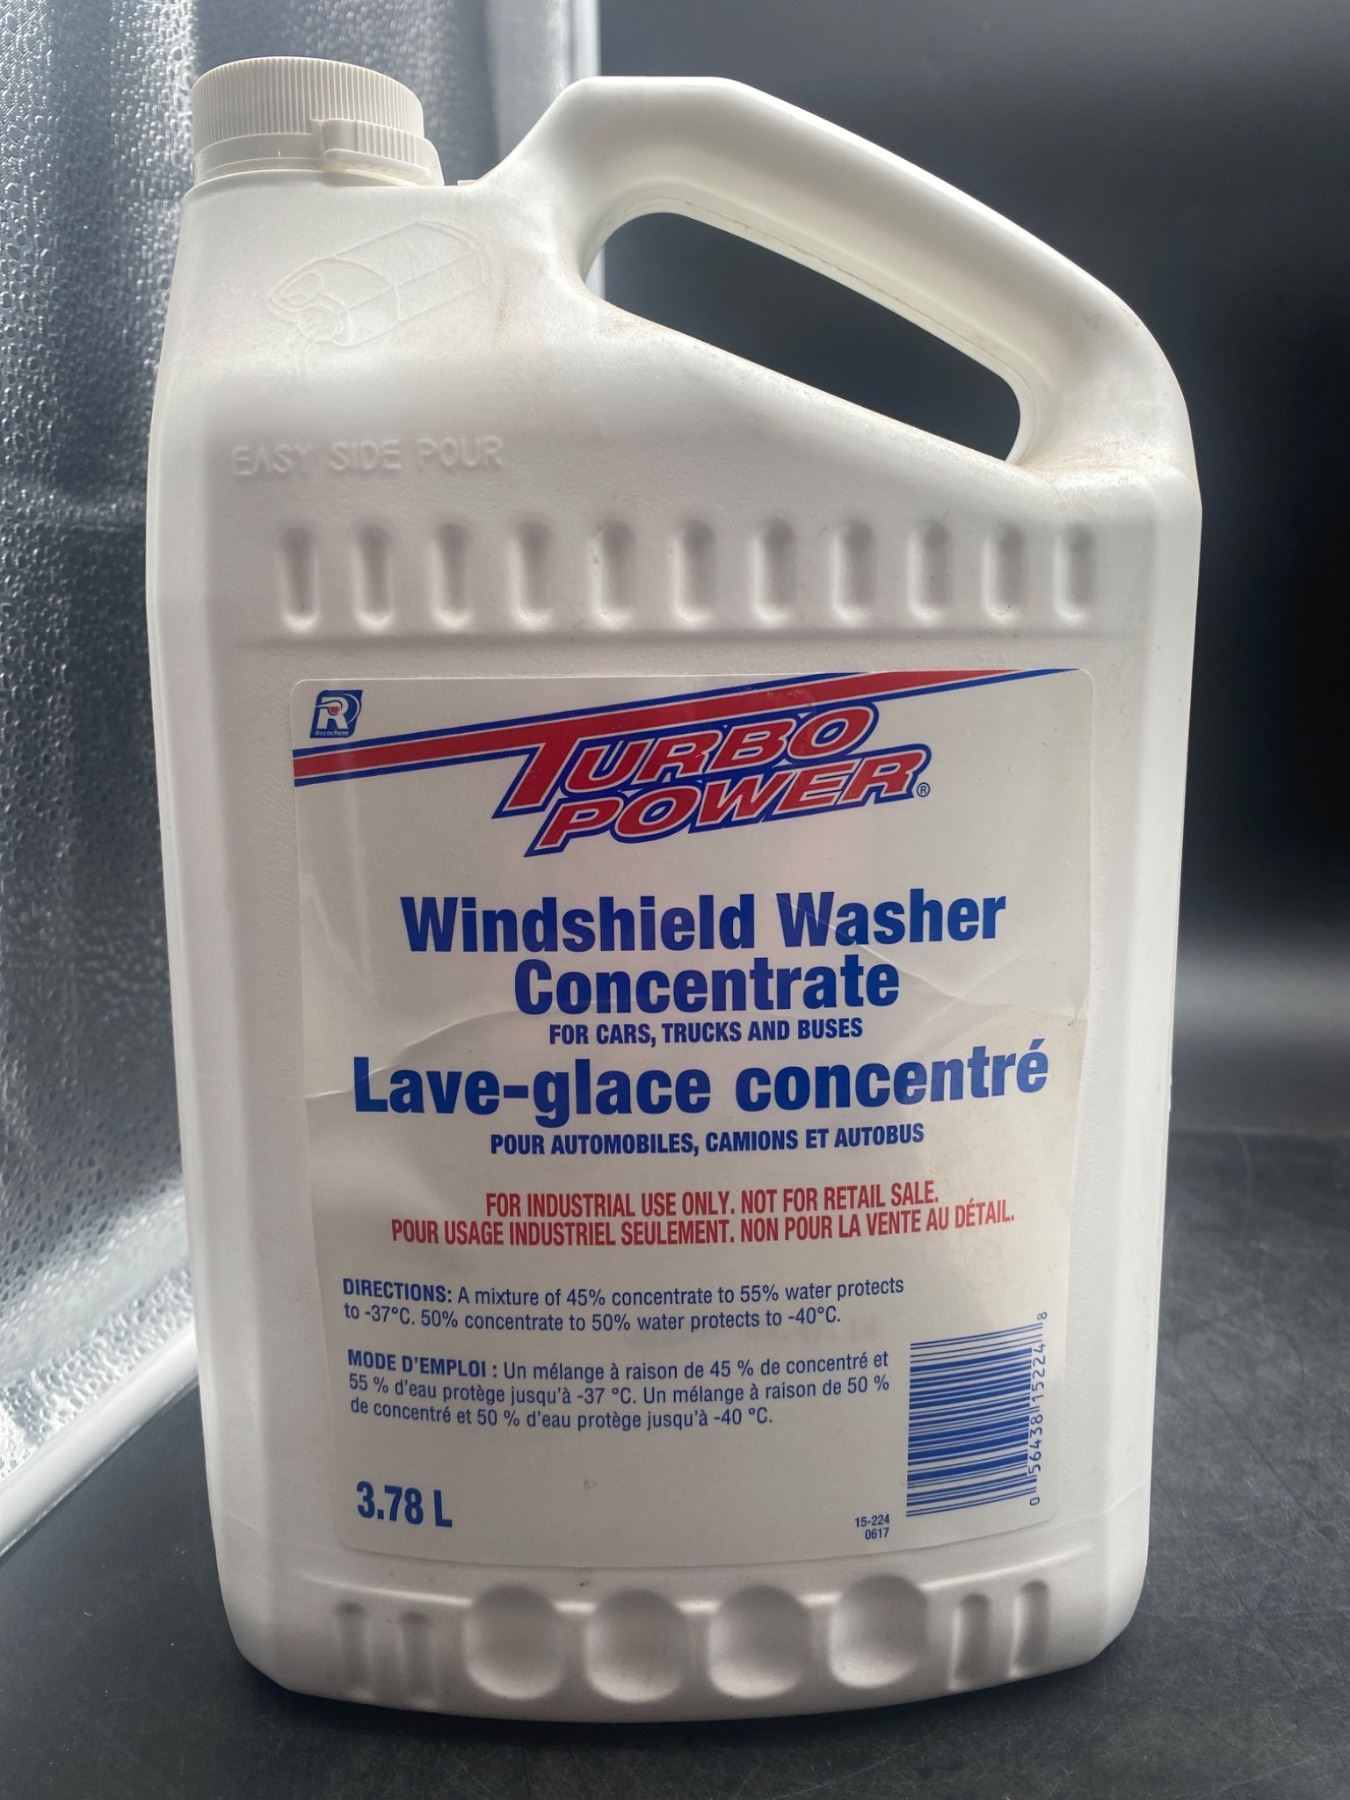 EASY SIDE POUR
R
Recochem
TURBO
POWER®
Windshield Washer
Concentrate
FOR CARS, TRUCKS AND BUSES
Lave-glace concentré
POUR AUTOMOBILES, CAMIONS ET AUTOBUS
FOR INDUSTRIAL USE ONLY. NOT FOR RETAIL SALE.
POUR USAGE INDUSTRIEL SEULEMENT. NON POUR LA VENTE AU DÉTAIL.
DIRECTIONS: A mixture of 45% concentrate to 55% water protects
to -37°C. 50% concentrate to 50% water protects to -40°C.
MODE D'EMPLOI : Un mélange à raison de 45 % de concentré et
55 % d'eau protège jusqu'à -37 °C. Un mélange à raison de 50 %
de concentré et 50 % d'eau protège jusqu'à -40 °C.
3.78 L
15-224
0617
0 56438 15224 8